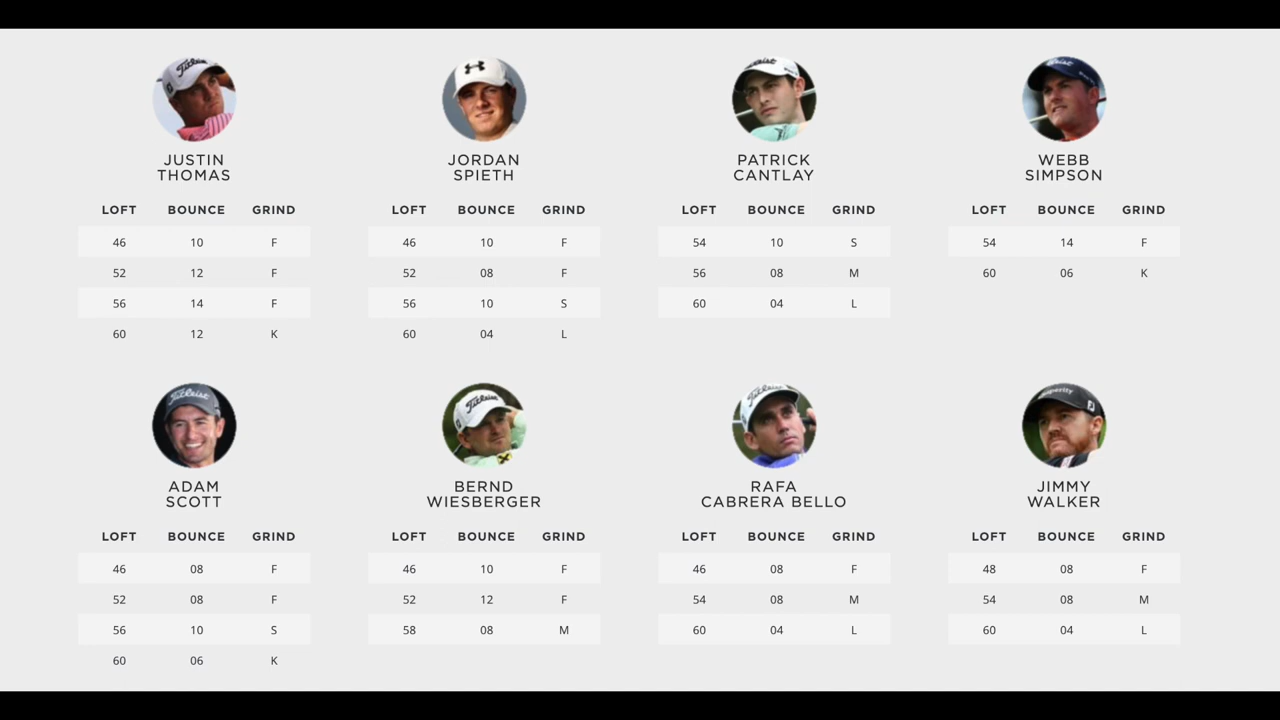 JUSTIN
THOMAS
LOFT BOUNCE GRIND
46 10 F
52 12 F
56 14 F
60 12 K
JORDAN
SPIETH
LOFT BOUNCE GRIND
46 10 F
52 08 F
56 10 S
60 04 L
PATRICK
CANTLAY
LOFT BOUNCE GRIND
54 10 S
56 08 M
60 04 L
WEBB
SIMPSON
LOFT BOUNCE GRIND
54 14 F
60 06 K
ADAM
SCOTT
LOFT BOUNCE GRIND
46 08 F
52 08 F
56 10 S
60 06 K
BERND
WIESBERGER
LOFT BOUNCE GRIND
46 10 F
52 12 F
58 08 M
RAFA
CABRERA BELLO
LOFT BOUNCE GRIND
46 08 F
54 08 M
60 04 L
JIMMY
WALKER
LOFT BOUNCE GRIND
48 08 F
54 08 M
60 04 L